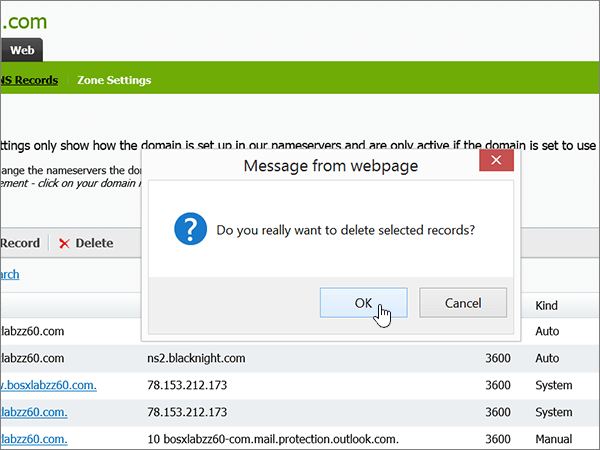 .com
Web
NS Records Zone Settings
ttings only show how the domain is set up in our nameservers and are only active if the domain is set to use
ange the nameservers the do
ement - click on your domain
Message from webpage
Do you really want to delete selected records?
OK Cancel
Record Delete
arch
Kind
labzz60.com Auto
labzz60.com ns2.blacknight.com 3600 Auto
w.bosxlabzz60.com. 78.153.212.173 3600 System
labzz60.com. 78.153.212.173 3600 System
labzz60.com. 10 bosxlabzz60-com.mail.protection.outlook.com. 3600 Manual